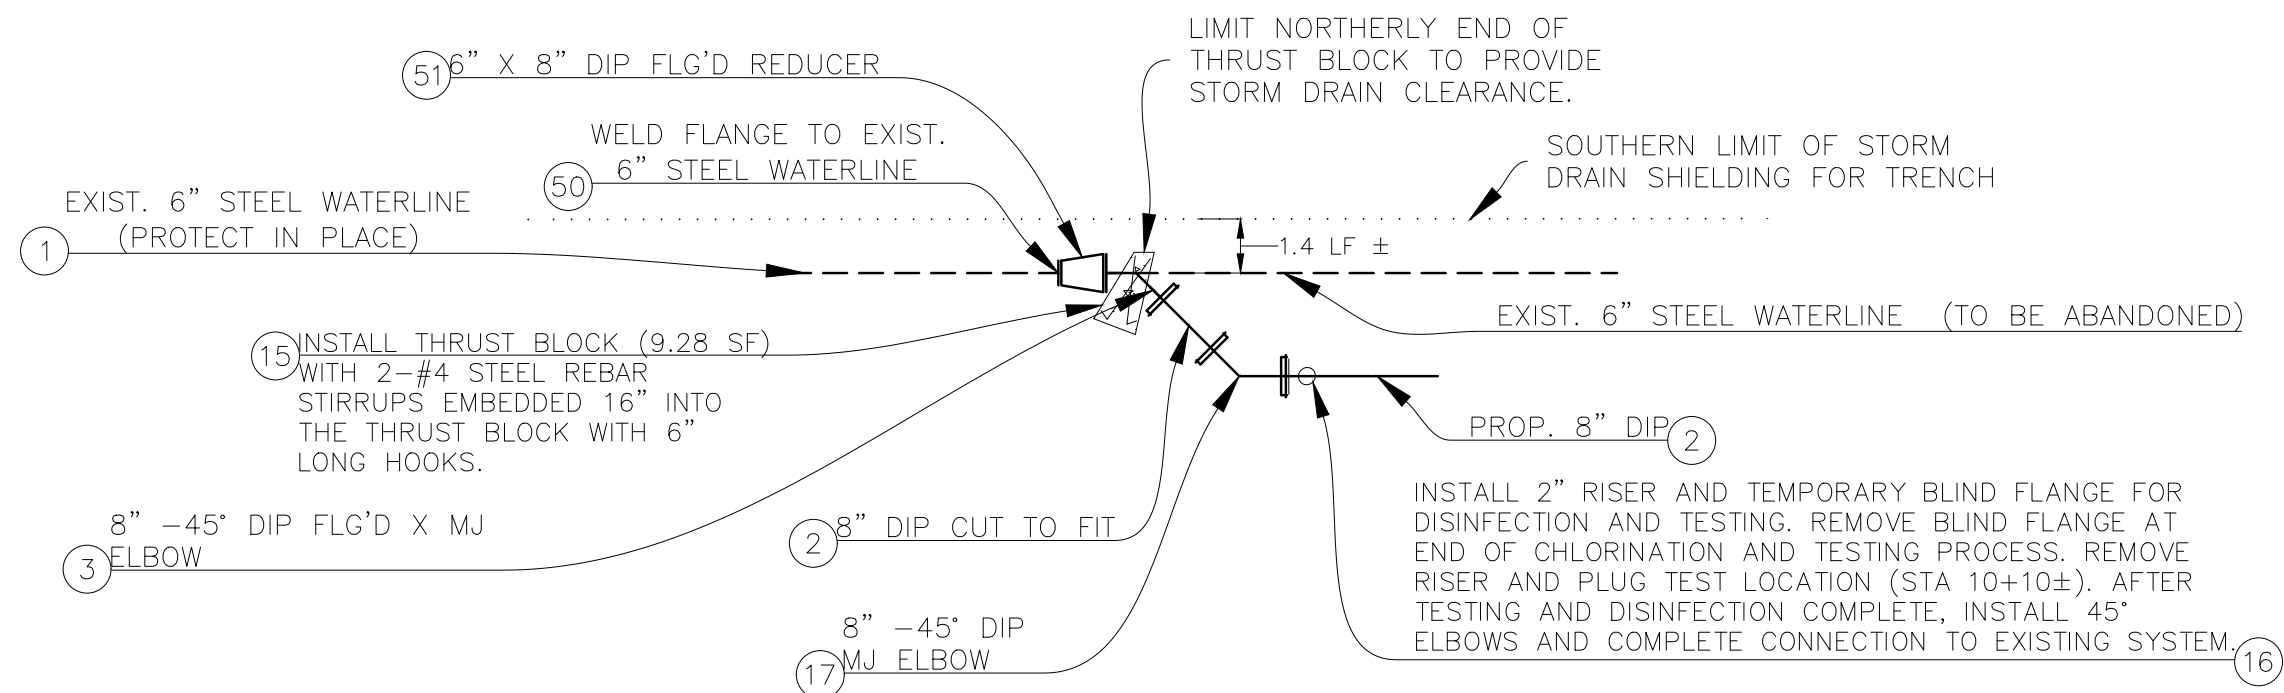 LIMIT NORTHERLY END OF
THRUST BLOCK TO PROVIDE
STORM DRAIN CLEARANCE.
51
6” X 8” DIP FLG’D REDUCER
WELD FLANGE TO EXIST.
6” STEEL WATERLINE
50
SOUTHERN LIMIT OF STORM
DRAIN SHIELDING FOR TRENCH
EXIST. 6” STEEL WATERLINE
(PROTECT IN PLACE)
1
1.4 LF ±
EXIST. 6” STEEL WATERLINE (TO BE ABANDONED)
15
INSTALL THRUST BLOCK (9.28 SF)
WITH 2-#4 STEEL REBAR
STIRRUPS EMBEDDED 16” INTO
THE THRUST BLOCK WITH 6”
LONG HOOKS.
PROP. 8” DIP
2
8” -45° DIP FLG’D X MJ
ELBOW
3
2
8” DIP CUT TO FIT
INSTALL 2” RISER AND TEMPORARY BLIND FLANGE FOR
DISINFECTION AND TESTING. REMOVE BLIND FLANGE AT
END OF CHLORINATION AND TESTING PROCESS. REMOVE
RISER AND PLUG TEST LOCATION (STA 10+10±). AFTER
TESTING AND DISINFECTION COMPLETE, INSTALL 45°
ELBOWS AND COMPLETE CONNECTION TO EXISTING SYSTEM.
16
8” -45° DIP
MJ ELBOW
17